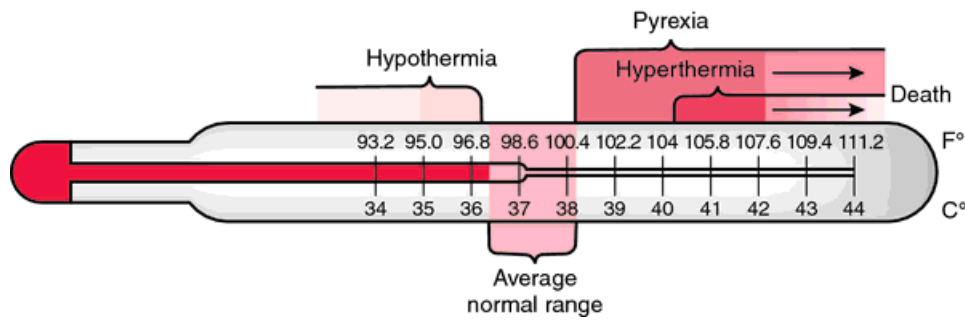 Pyrexia
Hypothermia
Hyperthermia
Death
93.2 95.0 96.8 98.6 100.4 102.2 104 105.8 107.6 109.4 111.2 F°
34 35 36 37 38 39 40 41 42 43 44 C°
Average
normal range